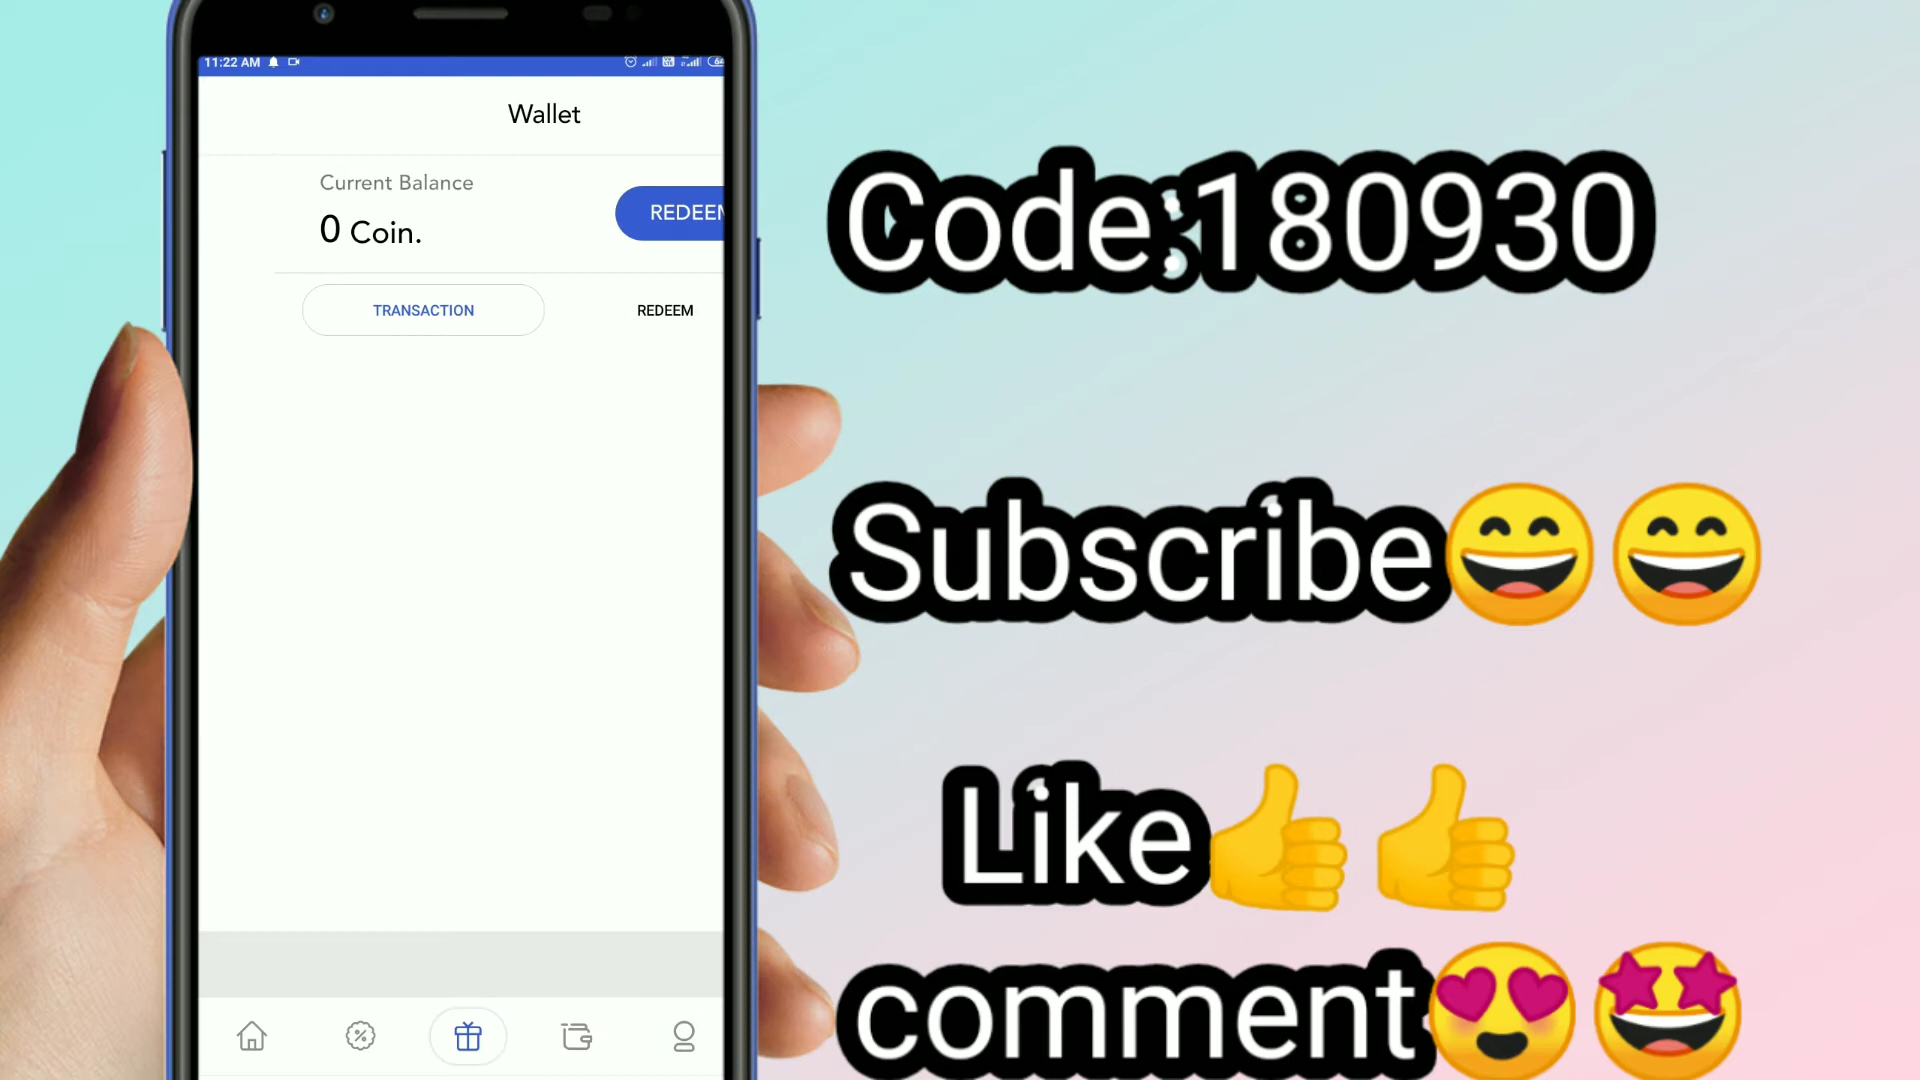 11:22 AM
Wallet
Current Balance
0 Coin.
REDEEM
TRANSACTION
REDEEM
Code:180930
Subscribe😄😄
Like👍👍
comment😍🤩